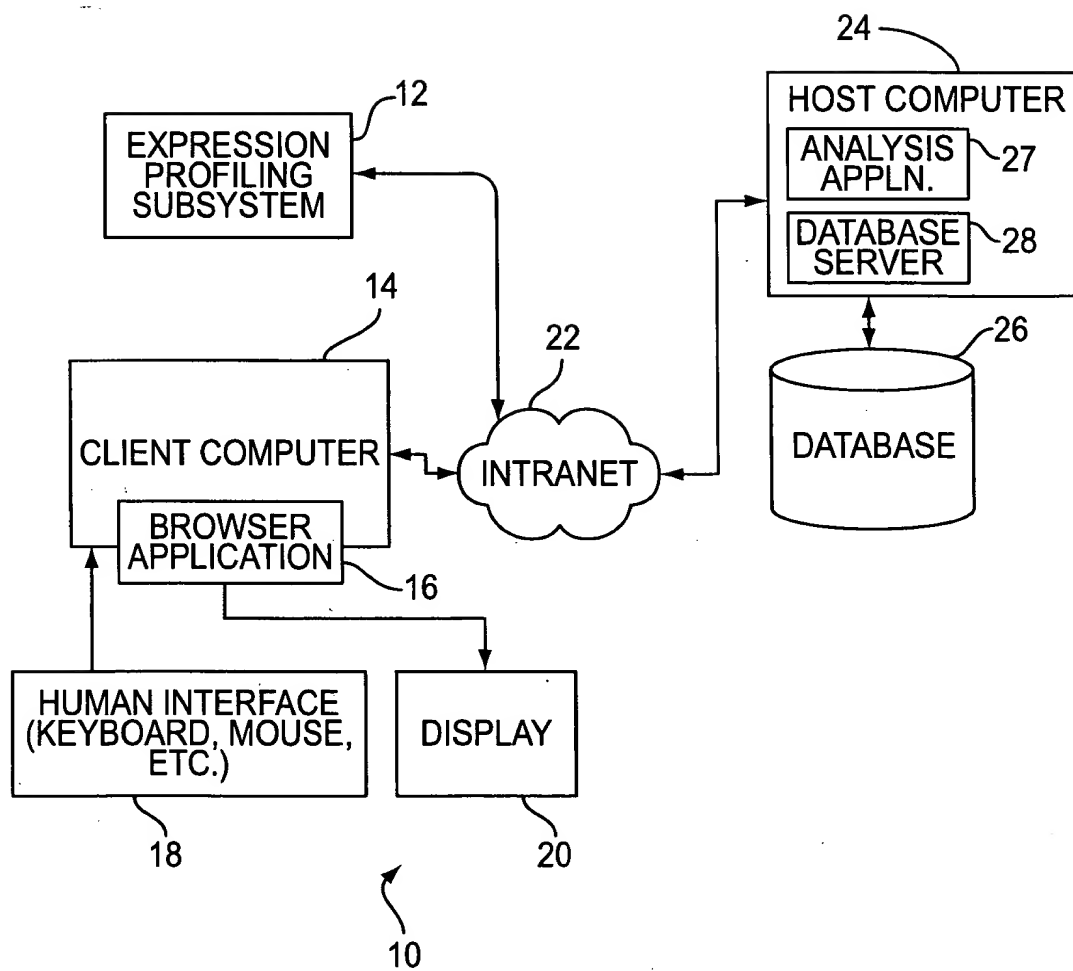 24
HOST COMPUTER
ANALYSIS
APPLN.
27
DATABASE
SERVER
28
12
EXPRESSION
PROFILING
SUBSYSTEM
14
CLIENT COMPUTER
BROWSER
APPLICATION
16
22
INTRANET
26
DATABASE
HUMAN INTERFACE
(KEYBOARD, MOUSE,
ETC.)
18
DISPLAY
20
10